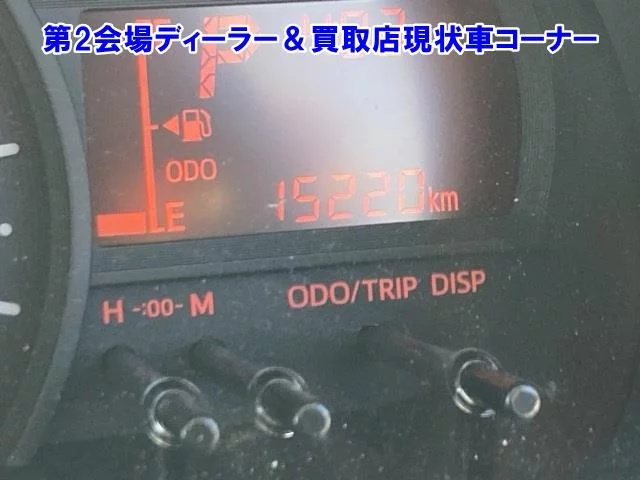 第2会場ディーラー＆買取店現状車コーナー
P
ODO
E 15220km
H -:00- M ODO/TRIP DISP